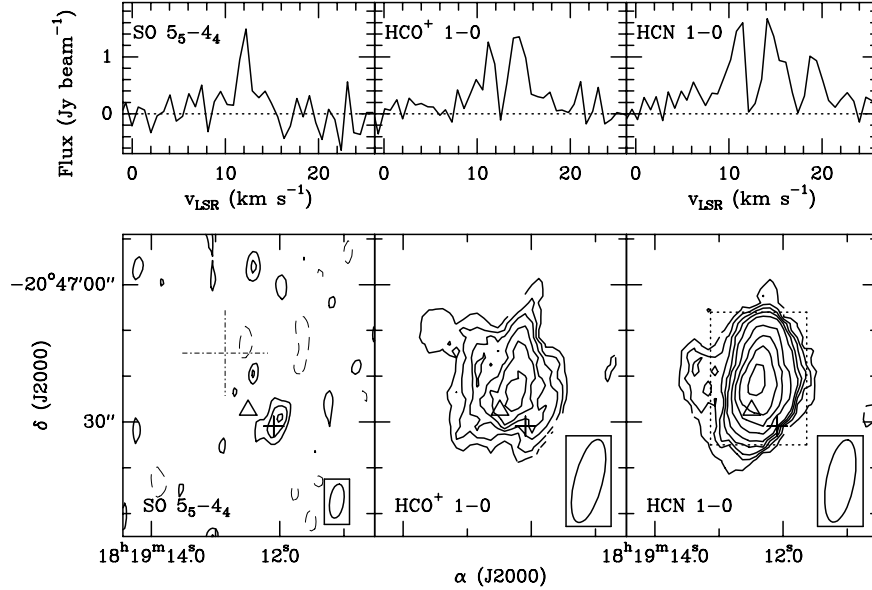 SO 5₅-4₄ HCO⁺ 1-0 HCN 1-0
Flux (Jy beam⁻¹)
1
0
0 10 20 0 10 20 0 10 20
v_LSR (km s⁻¹) v_LSR (km s⁻¹)
−20°47′00″
30″
δ (J2000)
SO 5₅-4₄ HCO⁺ 1-0 HCN 1-0
18ʰ19ᵐ14ˢ.0 12ˢ.0 18ʰ19ᵐ14ˢ.0 12ˢ.0
α (J2000)